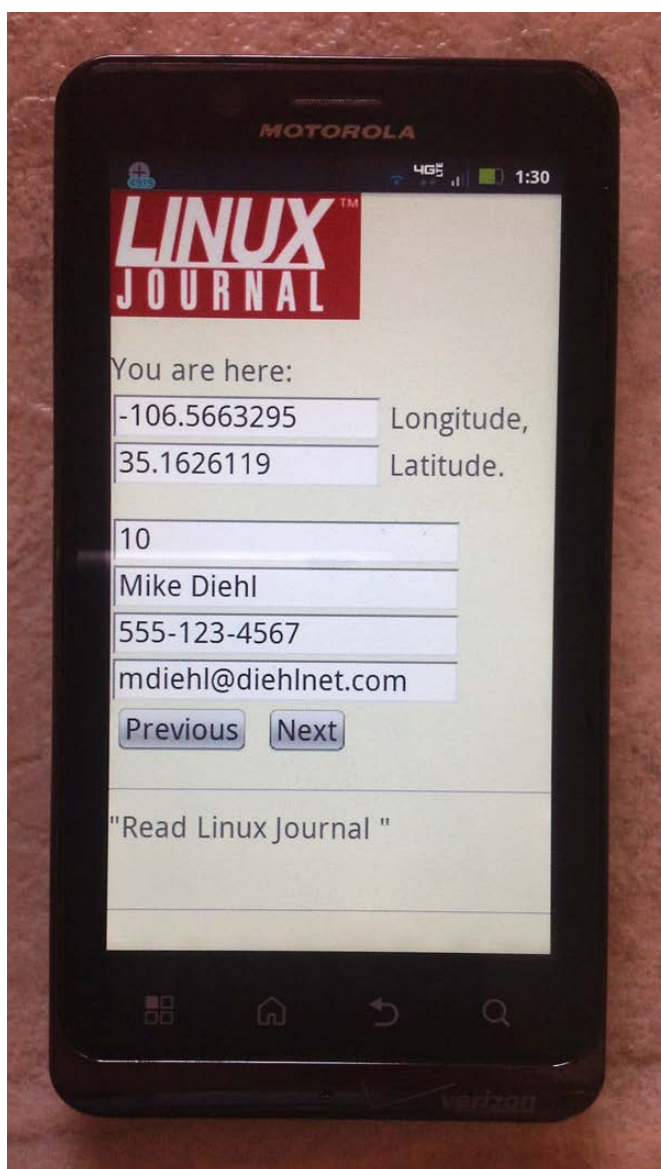 MOTOROLA
4G LTE 1:30
LINUX TM
JOURNAL
You are here:
-106.5663295 Longitude,
35.1626119 Latitude.
10
Mike Diehl
555-123-4567
mdiehl@diehlnet.com
Previous Next
"Read Linux Journal "
verizon